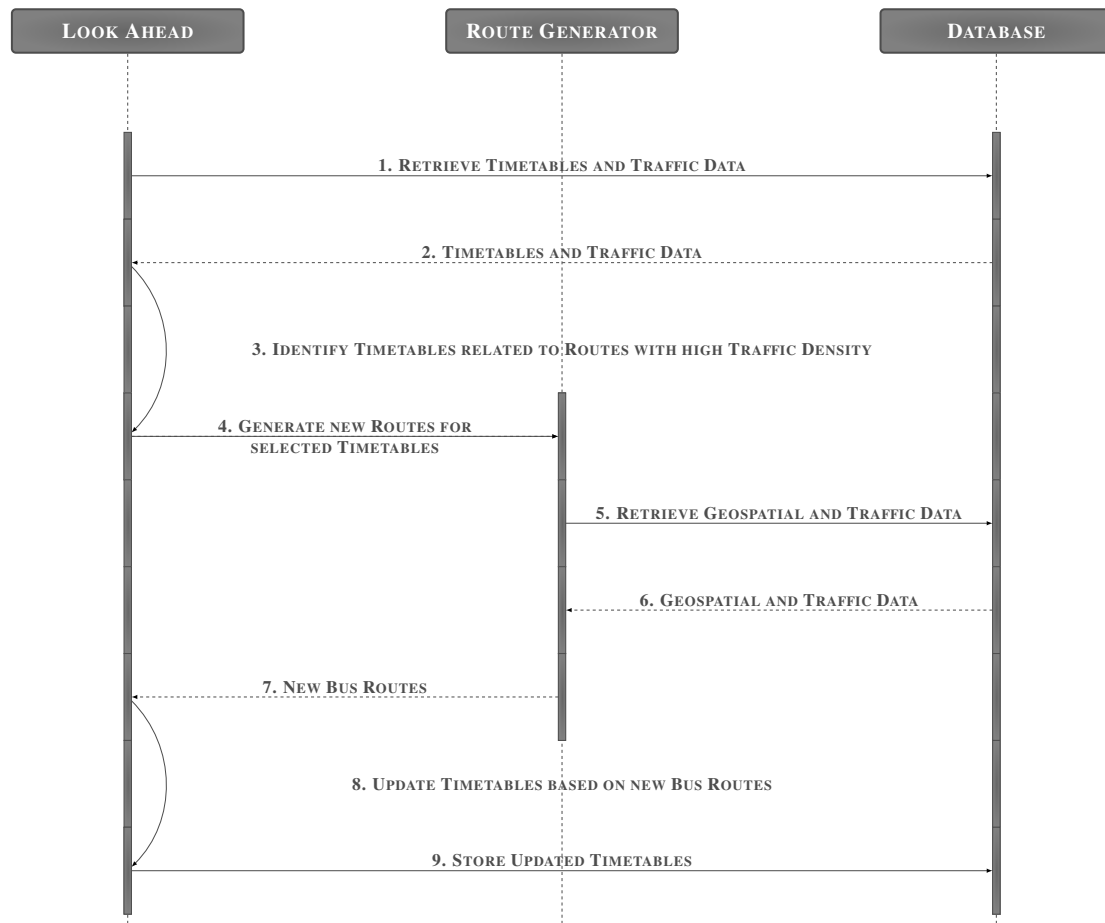 LOOK AHEAD
ROUTE GENERATOR
DATABASE
1. RETRIEVE TIMETABLES AND TRAFFIC DATA
2. TIMETABLES AND TRAFFIC DATA
3. IDENTIFY TIMETABLES RELATED TO ROUTES WITH HIGH TRAFFIC DENSITY
4. GENERATE NEW ROUTES FOR
SELECTED TIMETABLES
5. RETRIEVE GEOSPATIAL AND TRAFFIC DATA
6. GEOSPATIAL AND TRAFFIC DATA
7. NEW BUS ROUTES
8. UPDATE TIMETABLES BASED ON NEW BUS ROUTES
9. STORE UPDATED TIMETABLES